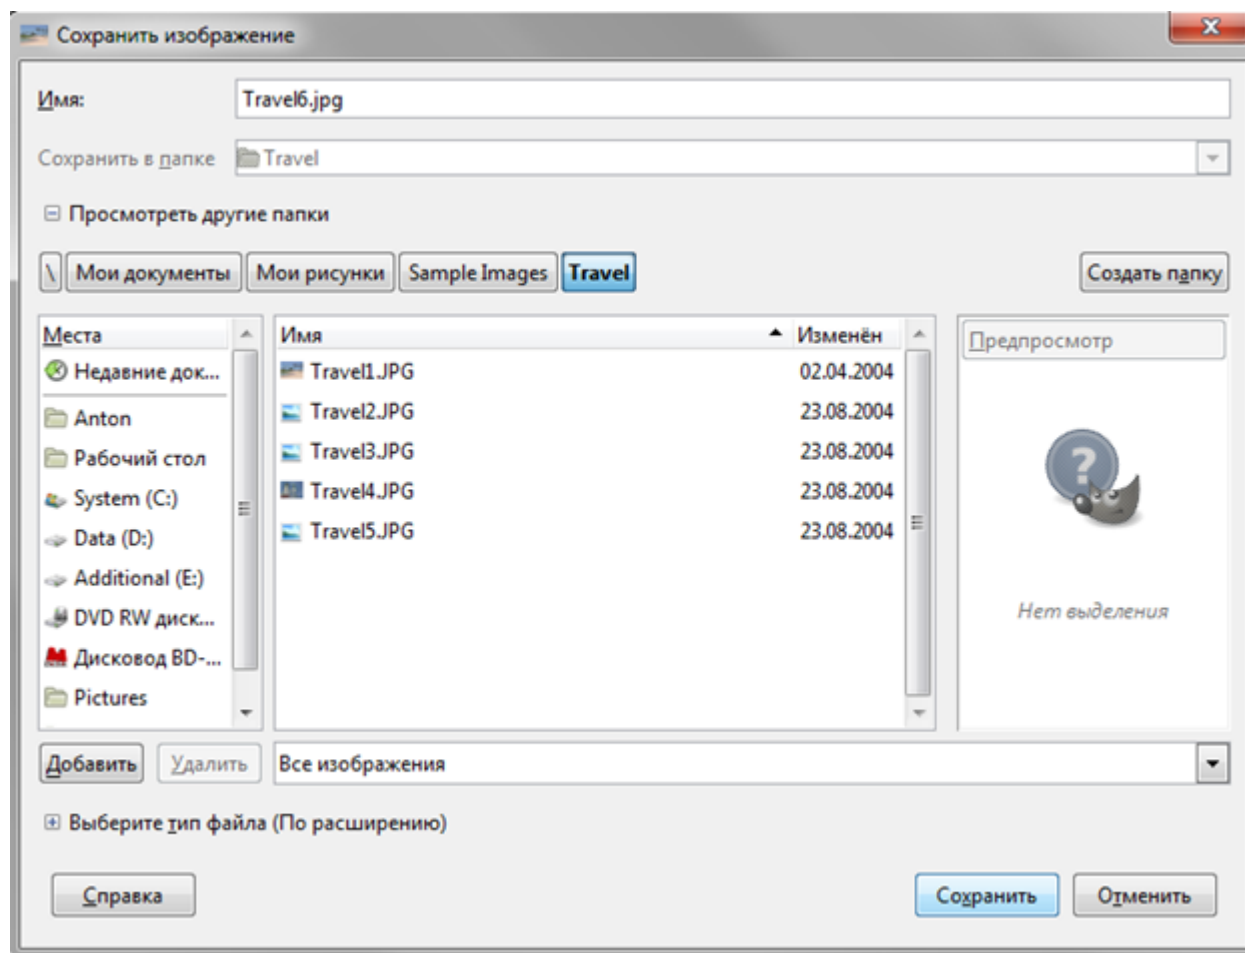 Сохранить изображение
Имя: Travel6.jpg
Сохранить в папке Travel
Просмотреть другие папки
\ Мои документы Мои рисунки Sample Images Travel Создать папку
Места Имя Изменён Предпросмотр
Недавние док... Travel1.JPG 02.04.2004
Anton Travel2.JPG 23.08.2004
Рабочий стол Travel3.JPG 23.08.2004
System (C:) Travel4.JPG 23.08.2004
Data (D:) Travel5.JPG 23.08.2004
Additional (E:)
DVD RW диск... Нет выделения
Дисковод BD-...
Pictures
Добавить Удалить Все изображения
Выберите тип файла (По расширению)
Справка Сохранить Отменить